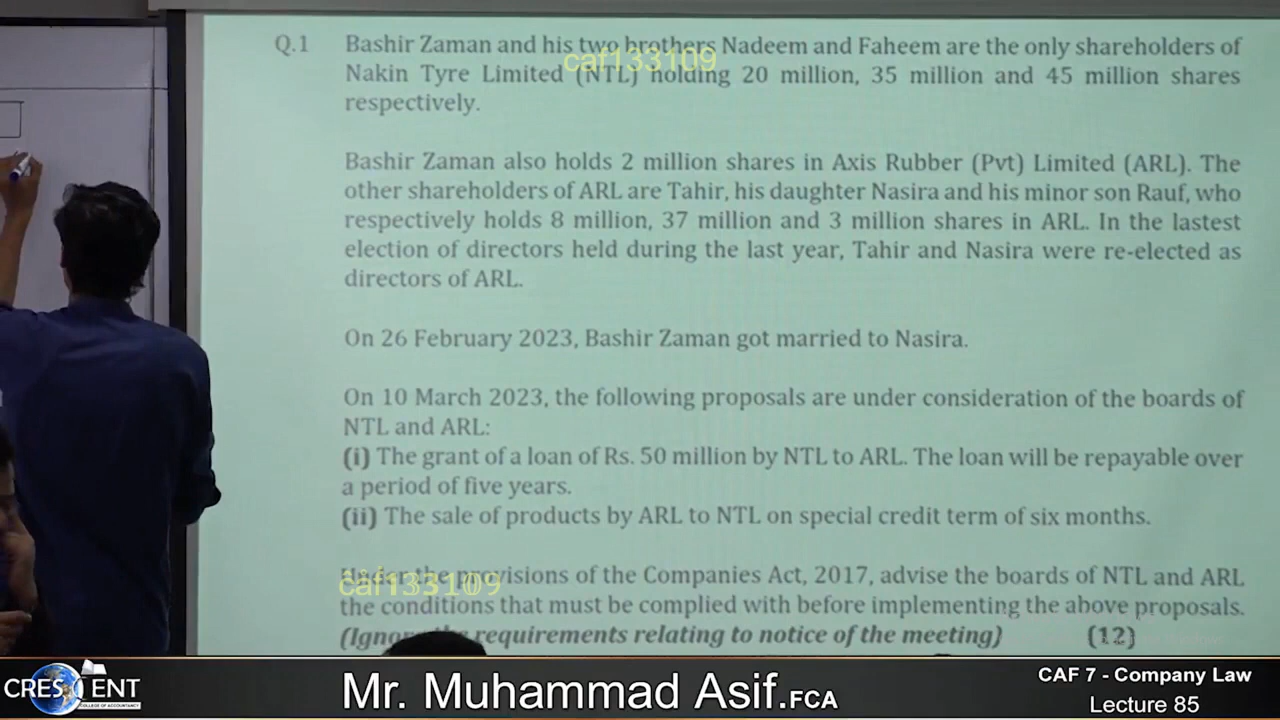 Q.1 Bashir Zaman and his two brothers Nadeem and Faheem are the only shareholders of
caf133109
Nakin Tyre Limited (NTL) holding 20 million, 35 million and 45 million shares
respectively.
Bashir Zaman also holds 2 million shares in Axis Rubber (Pvt) Limited (ARL). The
other shareholders of ARL are Tahir, his daughter Nasira and his minor son Rauf, who
respectively holds 8 million, 37 million and 3 million shares in ARL. In the lastest
election of directors held during the last year, Tahir and Nasira were re-elected as
directors of ARL.
On 26 February 2023, Bashir Zaman got married to Nasira.
On 10 March 2023, the following proposals are under consideration of the boards of
NTL and ARL:
(i) The grant of a loan of Rs. 50 million by NTL to ARL. The loan will be repayable over
a period of five years.
(ii) The sale of products by ARL to NTL on special credit term of six months.
Under the provisions of the Companies Act, 2017, advise the boards of NTL and ARL
caf133109
the conditions that must be complied with before implementing the above proposals.
(Ignore the requirements relating to notice of the meeting) (12)
CRESCENT
COLLEGE OF ACCOUNTANCY
Mr. Muhammad Asif.FCA
CAF 7 - Company Law
Lecture 85